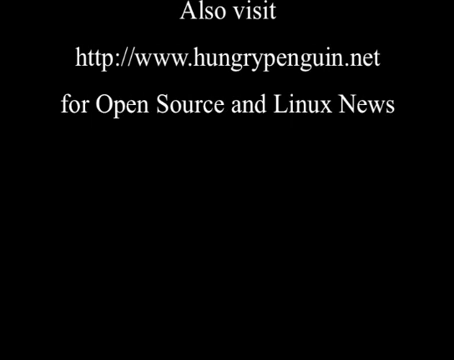 Also visit
http://www.hungrypenguin.net
for Open Source and Linux News